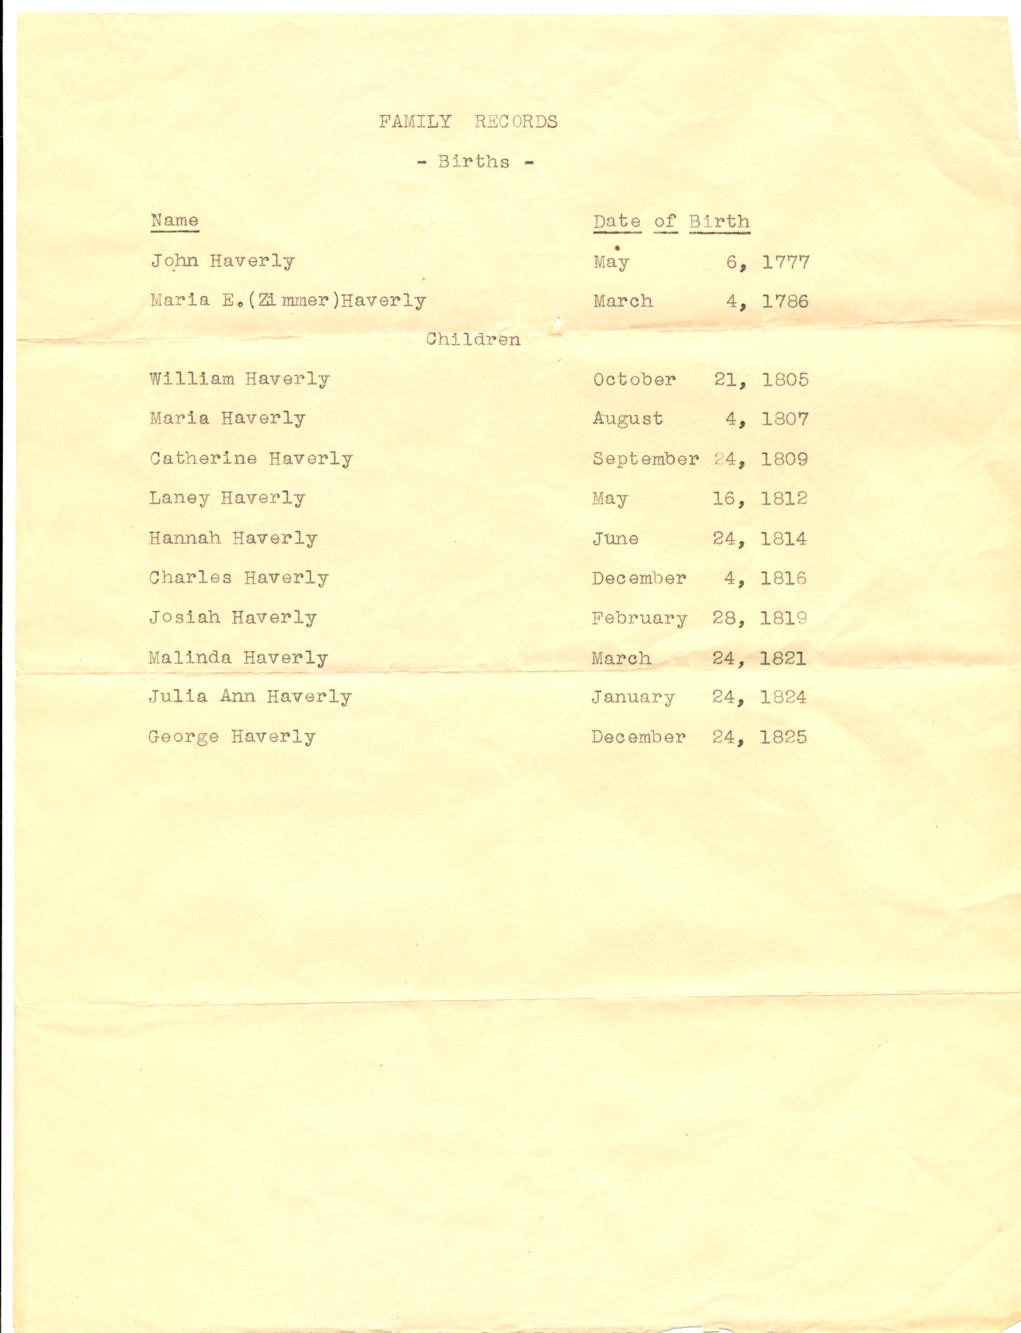 FAMILY RECORDS
- Births -
Name Date of Birth
John Haverly May 6, 1777
Maria E.(Zimmer)Haverly March 4, 1786
Children
William Haverly October 21, 1805
Maria Haverly August 4, 1807
Catherine Haverly September 24, 1809
Laney Haverly May 16, 1812
Hannah Haverly June 24, 1814
Charles Haverly December 4, 1816
Josiah Haverly February 28, 1819
Malinda Haverly March 24, 1821
Julia Ann Haverly January 24, 1824
George Haverly December 24, 1825